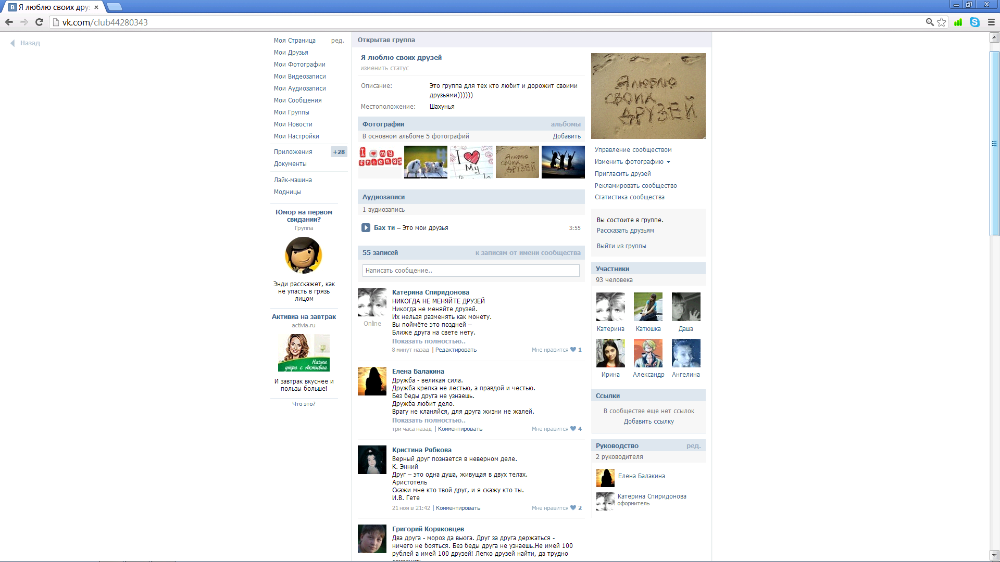 Я люблю своих дру
vk.com/club44280343
Назад
Моя Страница ред.
Мои Друзья
Мои Фотографии
Мои Видеозаписи
Мои Аудиозаписи
Мои Сообщения
Мои Группы
Мои Новости
Мои Настройки
Приложения +28
Документы
Лайк-машина
Модницы
Юмор на первом
свидании?
Группа
Энди расскажет, как
не упасть в грязь
лицом
Активиа на завтрак
activia.ru
Начни
утро с Активиа
И завтрак вкуснее и
пользы больше!
Что это?
Открытая группа
Я люблю своих друзей
изменить статус
Описание: Это группа для тех кто любит и дорожит своими
друзьями))))))
Местоположение: Шахунья
Фотографии альбомы
В основном альбоме 5 фотографий Добавить
I my
friends
I
My
Я люблю
своих
друзей
Аудиозаписи
1 аудиозапись
Бах ти – Это мои друзья 3:55
55 записей к записям от имени сообщества
Написать сообщение..
Катерина Спиридонова
НИКОГДА НЕ МЕНЯЙТЕ ДРУЗЕЙ
Никогда не меняйте друзей.
Их нельзя разменять как монету.
Вы поймёте это поздней –
Ближе друга на свете нету.
Показать полностью..
Online
8 минут назад | Редактировать Мне нравится 1
Елена Балакина
Дружба - великая сила.
Дружба крепка не лестью, а правдой и честью.
Без беды друга не узнаешь.
Дружба любит дело.
Врагу не кланяйся, для друга жизни не жалей.
Показать полностью..
три часа назад | Комментировать Мне нравится 4
Кристина Рябкова
Верный друг познается в неверном деле.
К. Энний
Друг – это одна душа, живущая в двух телах.
Аристотель
Скажи мне кто твой друг, и я скажу кто ты.
И.В. Гете
21 ноя в 21:42 | Комментировать Мне нравится 2
Григорий Коряковцев
Два друга - мороз да вьюга. Друг за друга держаться -
ничего не бояться. Без беды друга не узнаешь.Не имей 100
рублей а имей 100 друзей! Легко друзей найти, да трудно
сохранить
Я люблю
своих
друзей
Управление сообществом
Изменить фотографию
Пригласить друзей
Рекламировать сообщество
Статистика сообщества
Вы состоите в группе.
Рассказать друзьям
Выйти из группы
Участники
93 человека
Катерина Катюшка Даша
Ирина Александр Ангелина
Ссылки
В сообществе еще нет ссылок
Добавить ссылку
Руководство ред.
2 руководителя
Елена Балакина
Катерина Спиридонова
оформитель